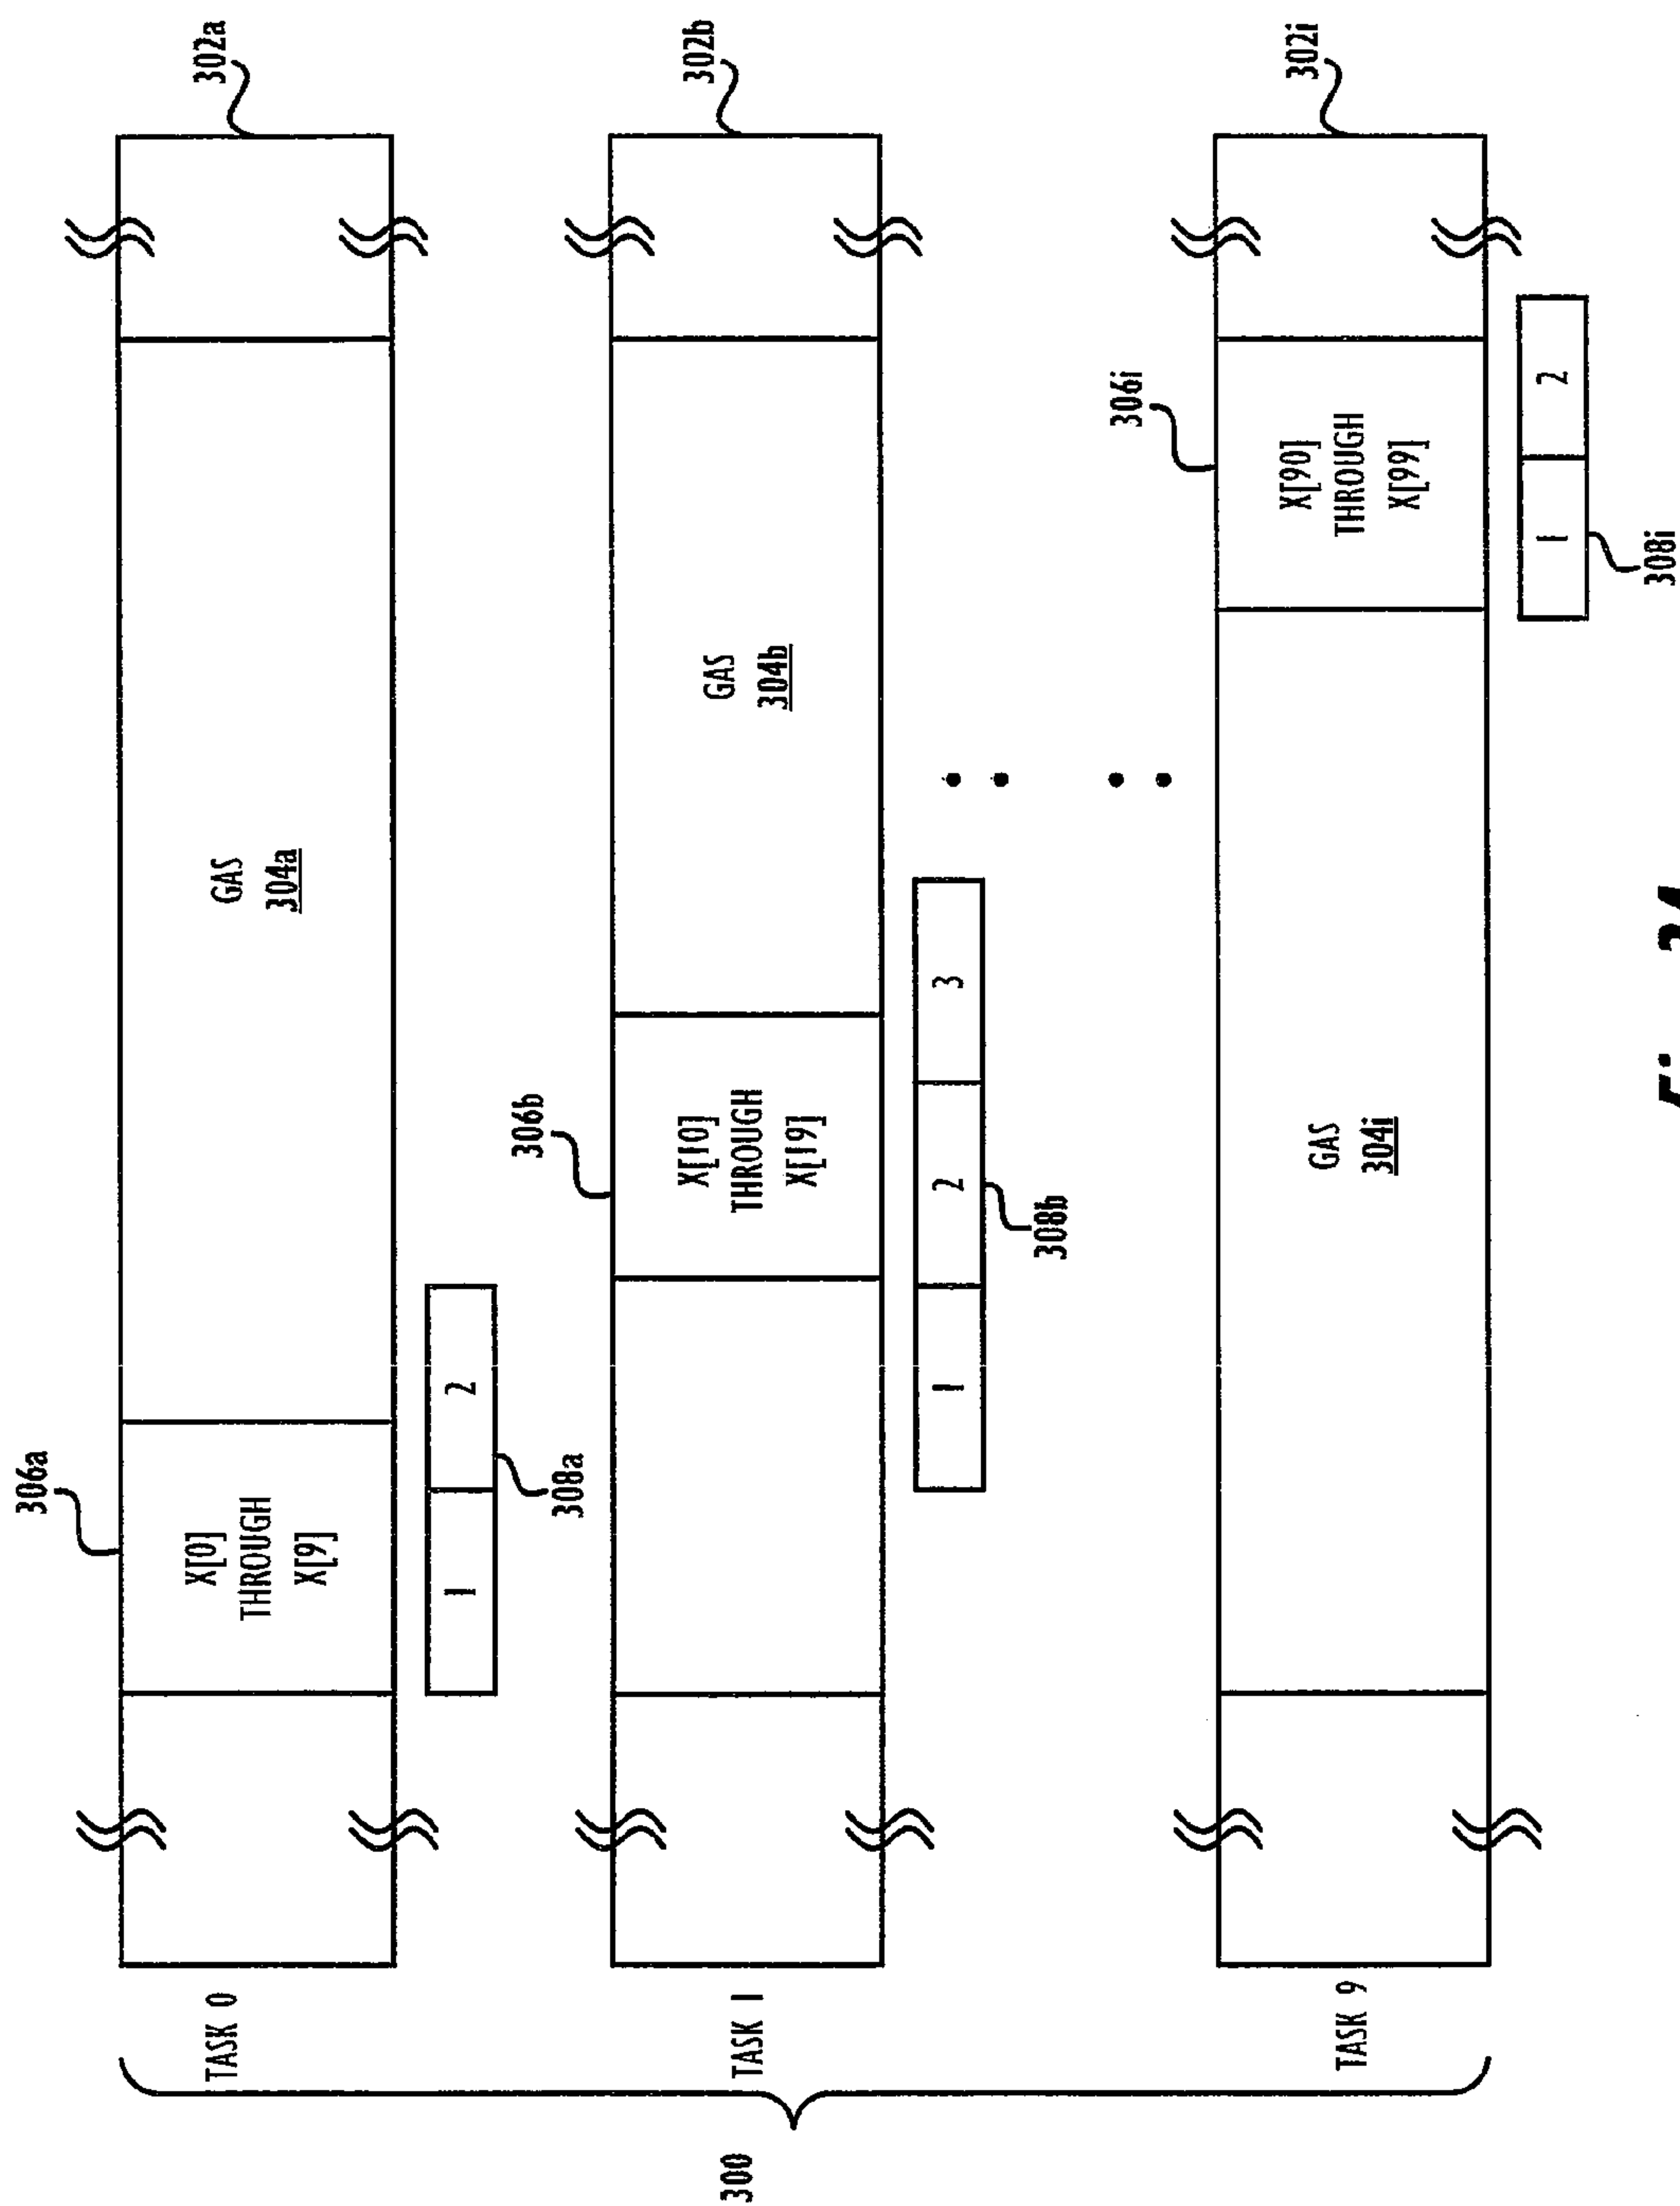 300
TASK 0
302a
306a
X[0]
THROUGH
X[9]
GAS
304a
1
2
308a
TASK 1
302b
306b
X[10]
THROUGH
X[19]
GAS
304b
1
2
3
308b
TASK 9
302i
GAS
304i
306i
X[90]
THROUGH
X[99]
1
2
308i